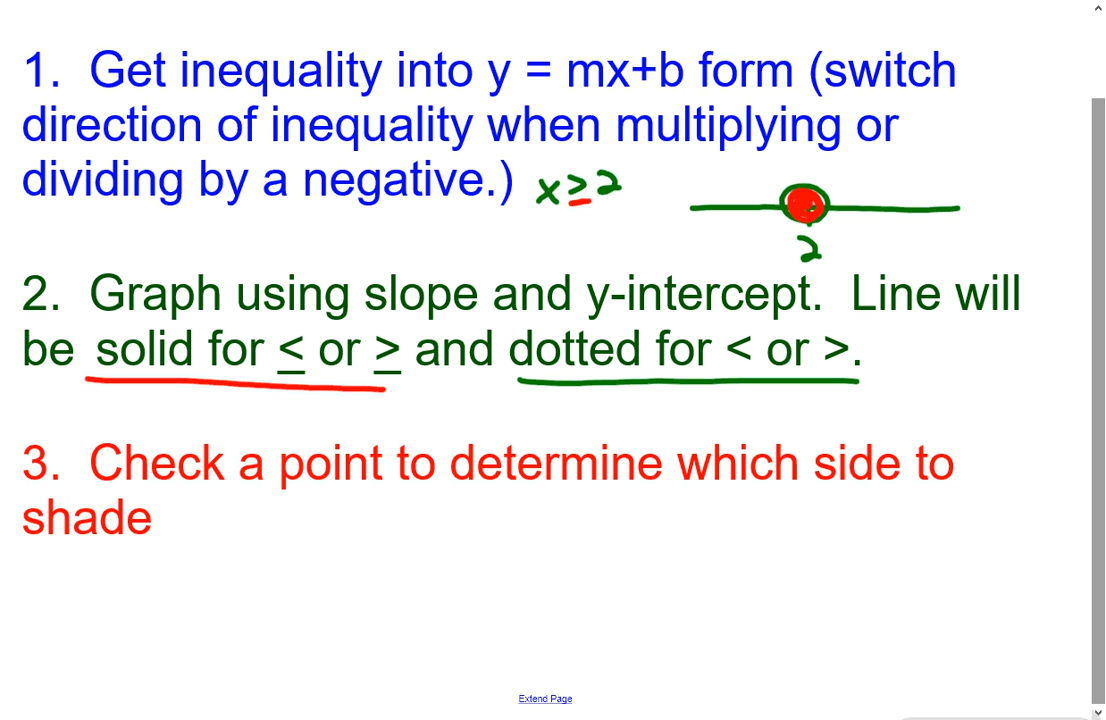 1. Get inequality into y = mx+b form (switch
direction of inequality when multiplying or
dividing by a negative.) x ≥ 2
2
2. Graph using slope and y-intercept. Line will
be solid for ≤ or ≥ and dotted for < or >.
3. Check a point to determine which side to
shade
Extend Page